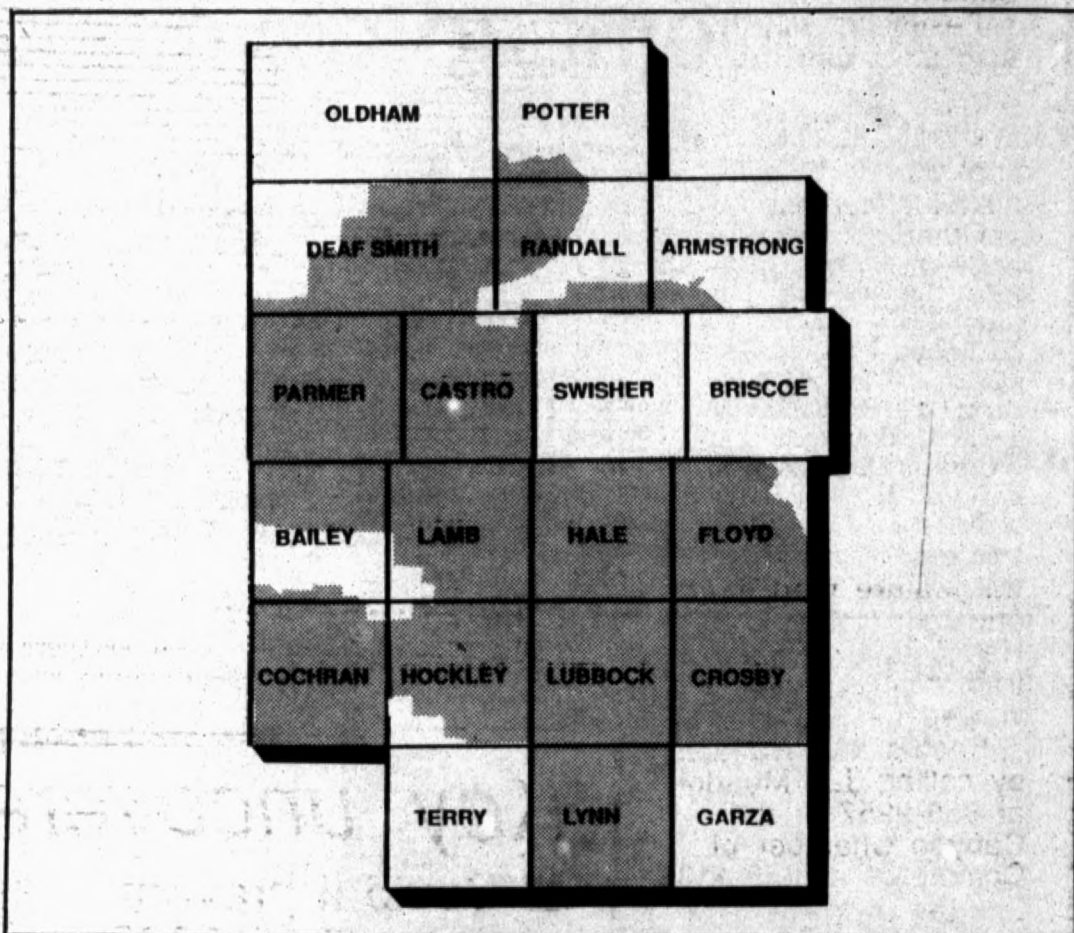 OLDHAM POTTER
DEAF SMITH RANDALL ARMSTRONG
PARMER CASTRO SWISHER BRISCOE
BAILEY LAMB HALE FLOYD
COCHRAN HOCKLEY LUBBOCK CROSBY
TERRY LYNN GARZA